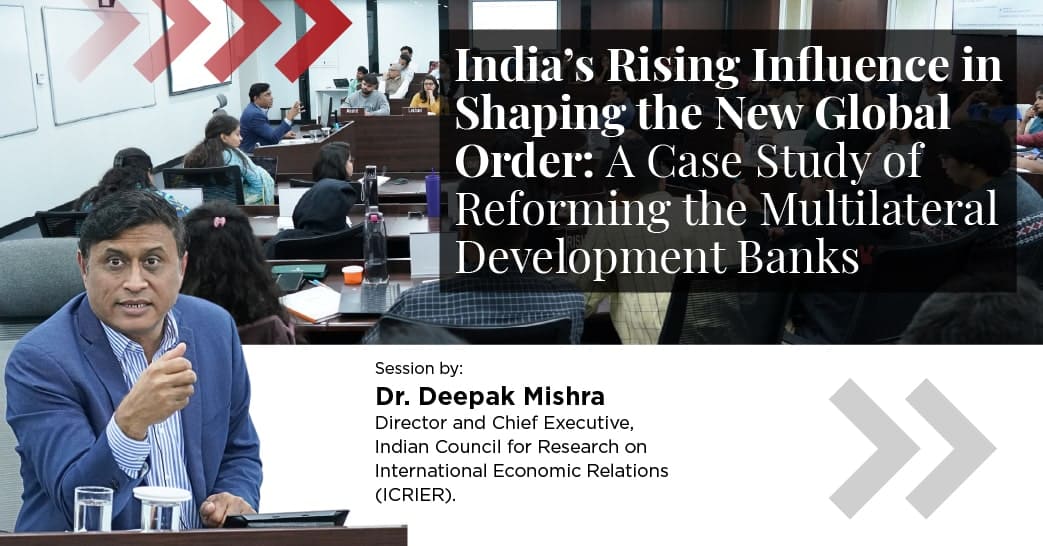 India's Rising Influence in
Shaping the New Global
Order: A Case Study of
Reforming the Multilateral
Development Banks
Session by:
Dr. Deepak Mishra
Director and Chief Executive,
Indian Council for Research on
International Economic Relations
(ICRIER).